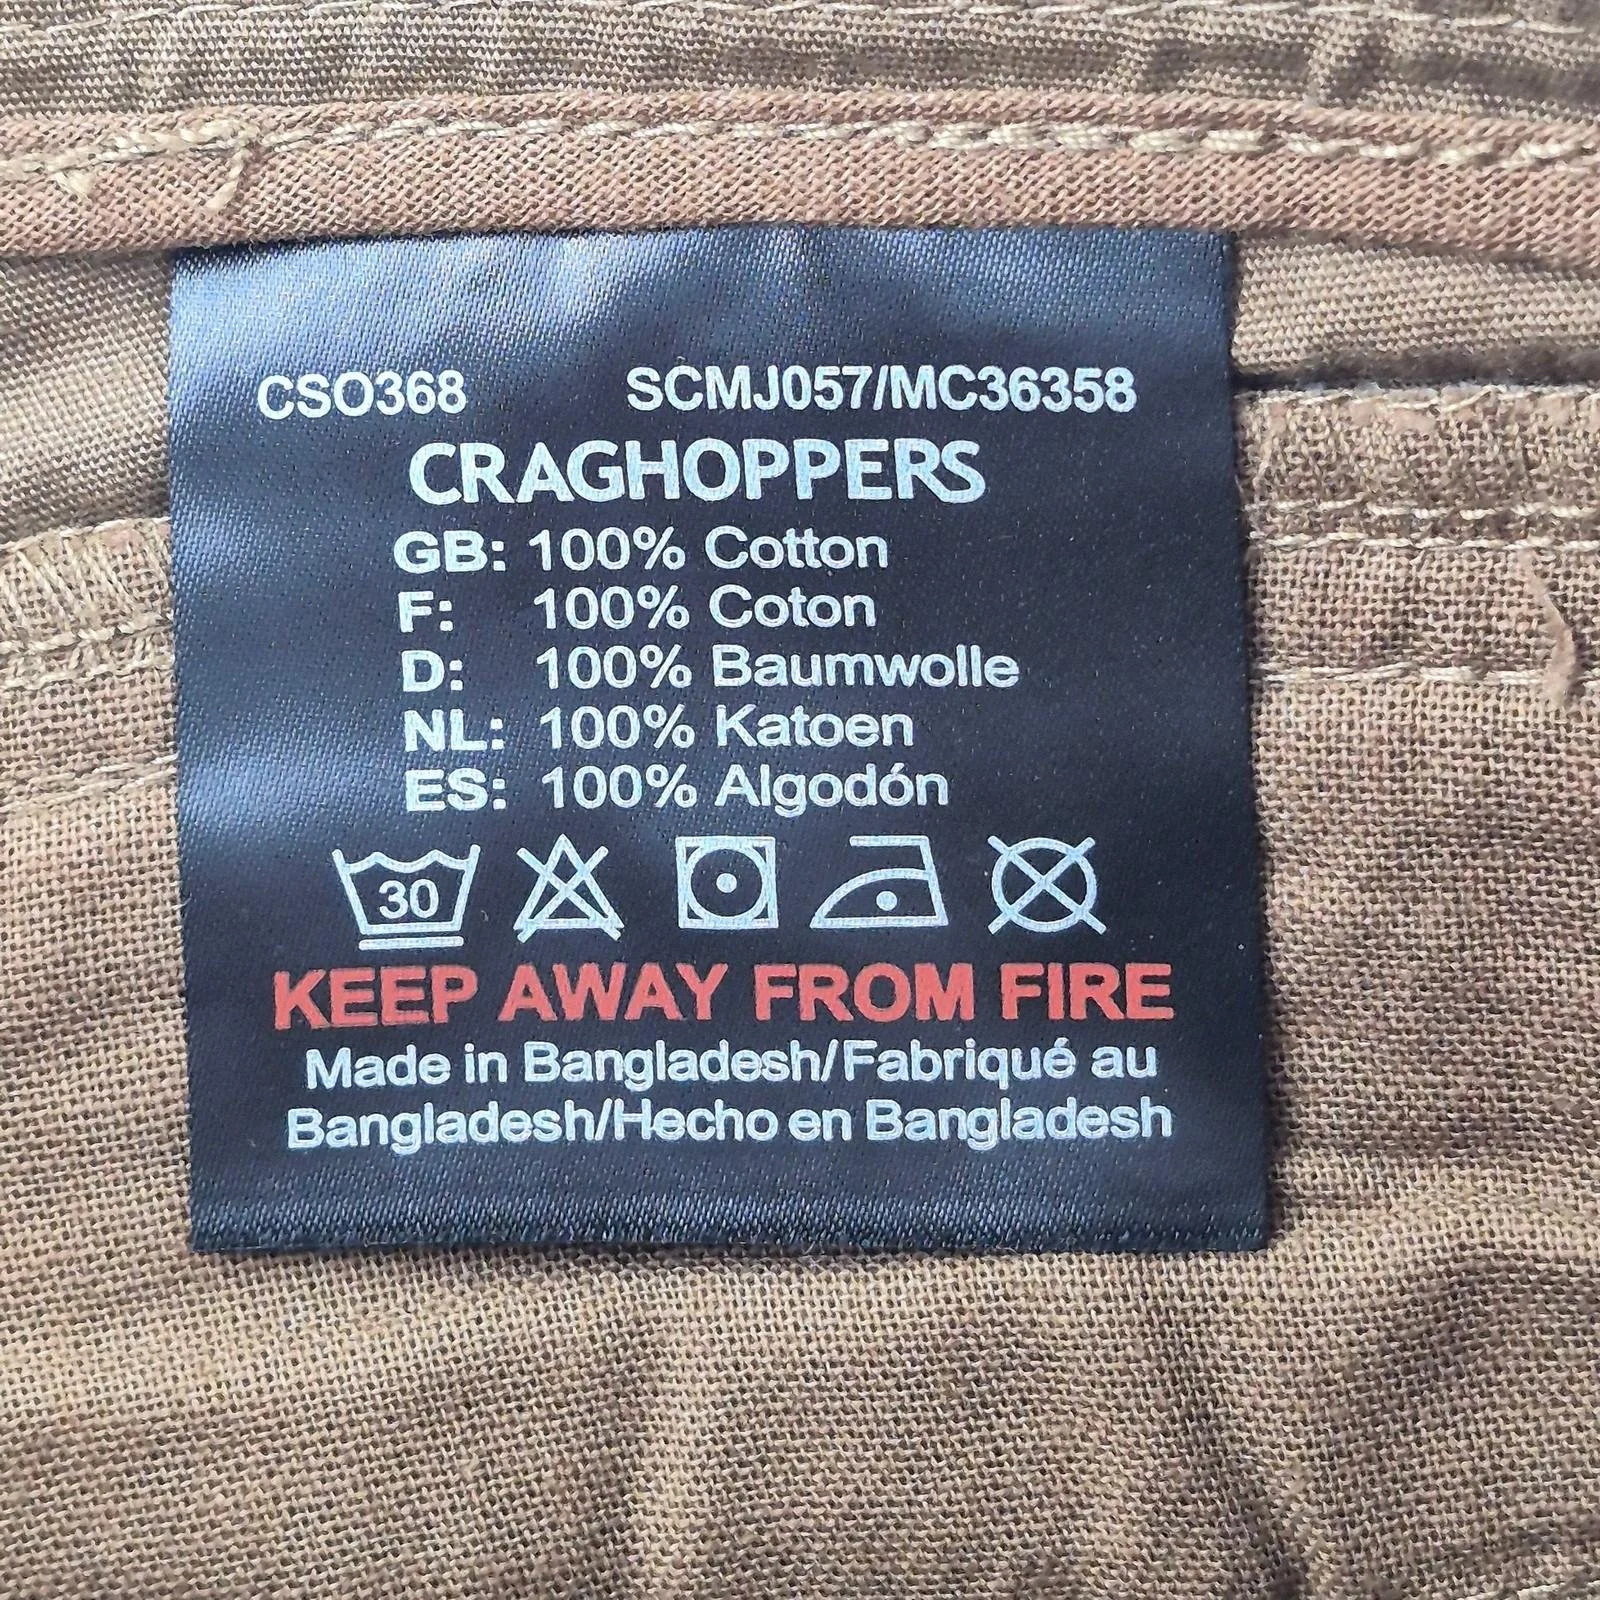 CSO368 SCMJ057/MC36358
CRAGHOPPERS
GB: 100% Cotton
F: 100% Coton
D: 100% Baumwolle
NL: 100% Katoen
ES: 100% Algodón
30
KEEP AWAY FROM FIRE
Made in Bangladesh/Fabriqué au
Bangladesh/Hecho en Bangladesh